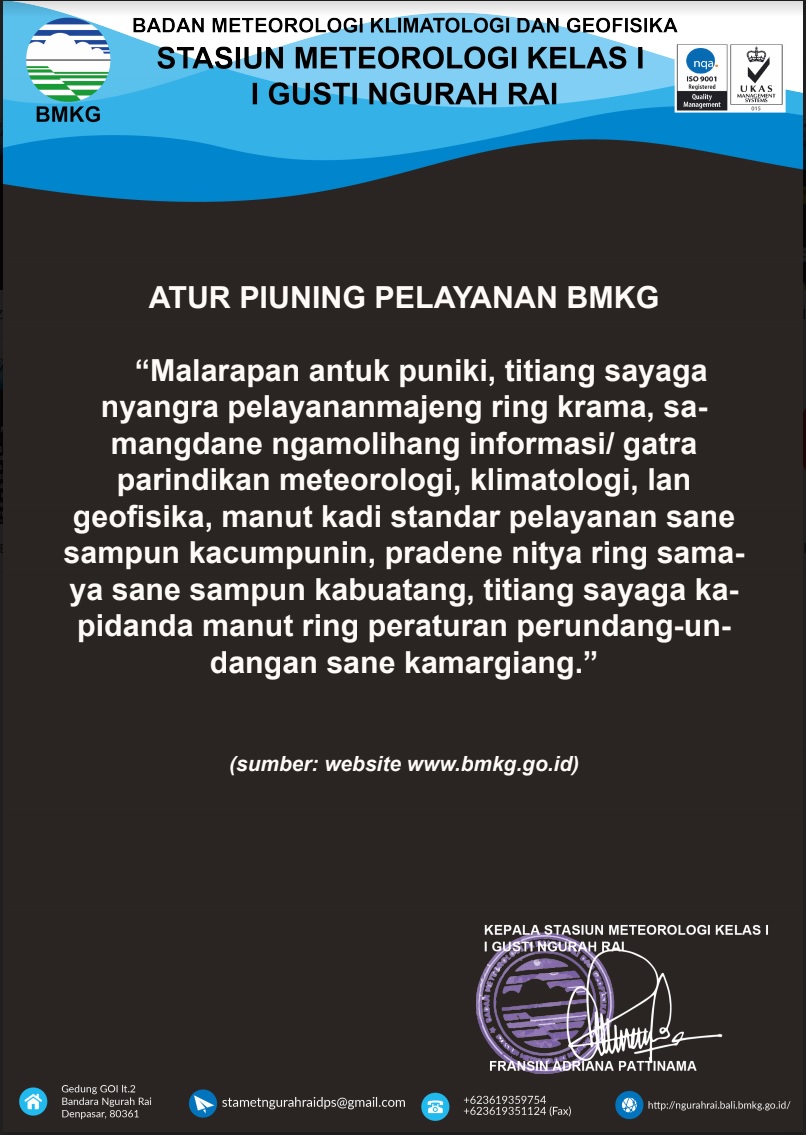 BADAN METEOROLOGI KLIMATOLOGI DAN GEOFISIKA
STASIUN METEOROLOGI KELAS I
I GUSTI NGURAH RAI
BMKG
nqa.
ISO 9001
Registered
Quality
Management
UKAS
MANAGEMENT
SYSTEMS
015
ATUR PIUNING PELAYANAN BMKG
“Malarapan antuk puniki, titiang sayaga
nyangra pelayananmajeng ring krama, sa-
mangdane ngamolihang informasi/ gatra
parindikan meteorologi, klimatologi, lan
geofisika, manut kadi standar pelayanan sane
sampun kacumpunin, pradene nitya ring sama-
ya sane sampun kabuatang, titiang sayaga ka-
pidanda manut ring peraturan perundang-un-
dangan sane kamargiang.”
(sumber: website www.bmkg.go.id)
KEPALA STASIUN METEOROLOGI KELAS I
I GUSTI NGURAH RAI
FRANSIN ADRIANA PATTINAMA
Gedung GOI lt.2
Bandara Ngurah Rai
Denpasar, 80361
stametngurahraidps@gmail.com
+623619359754
+623619351124 (Fax)
http://ngurahrai.bali.bmkg.go.id/